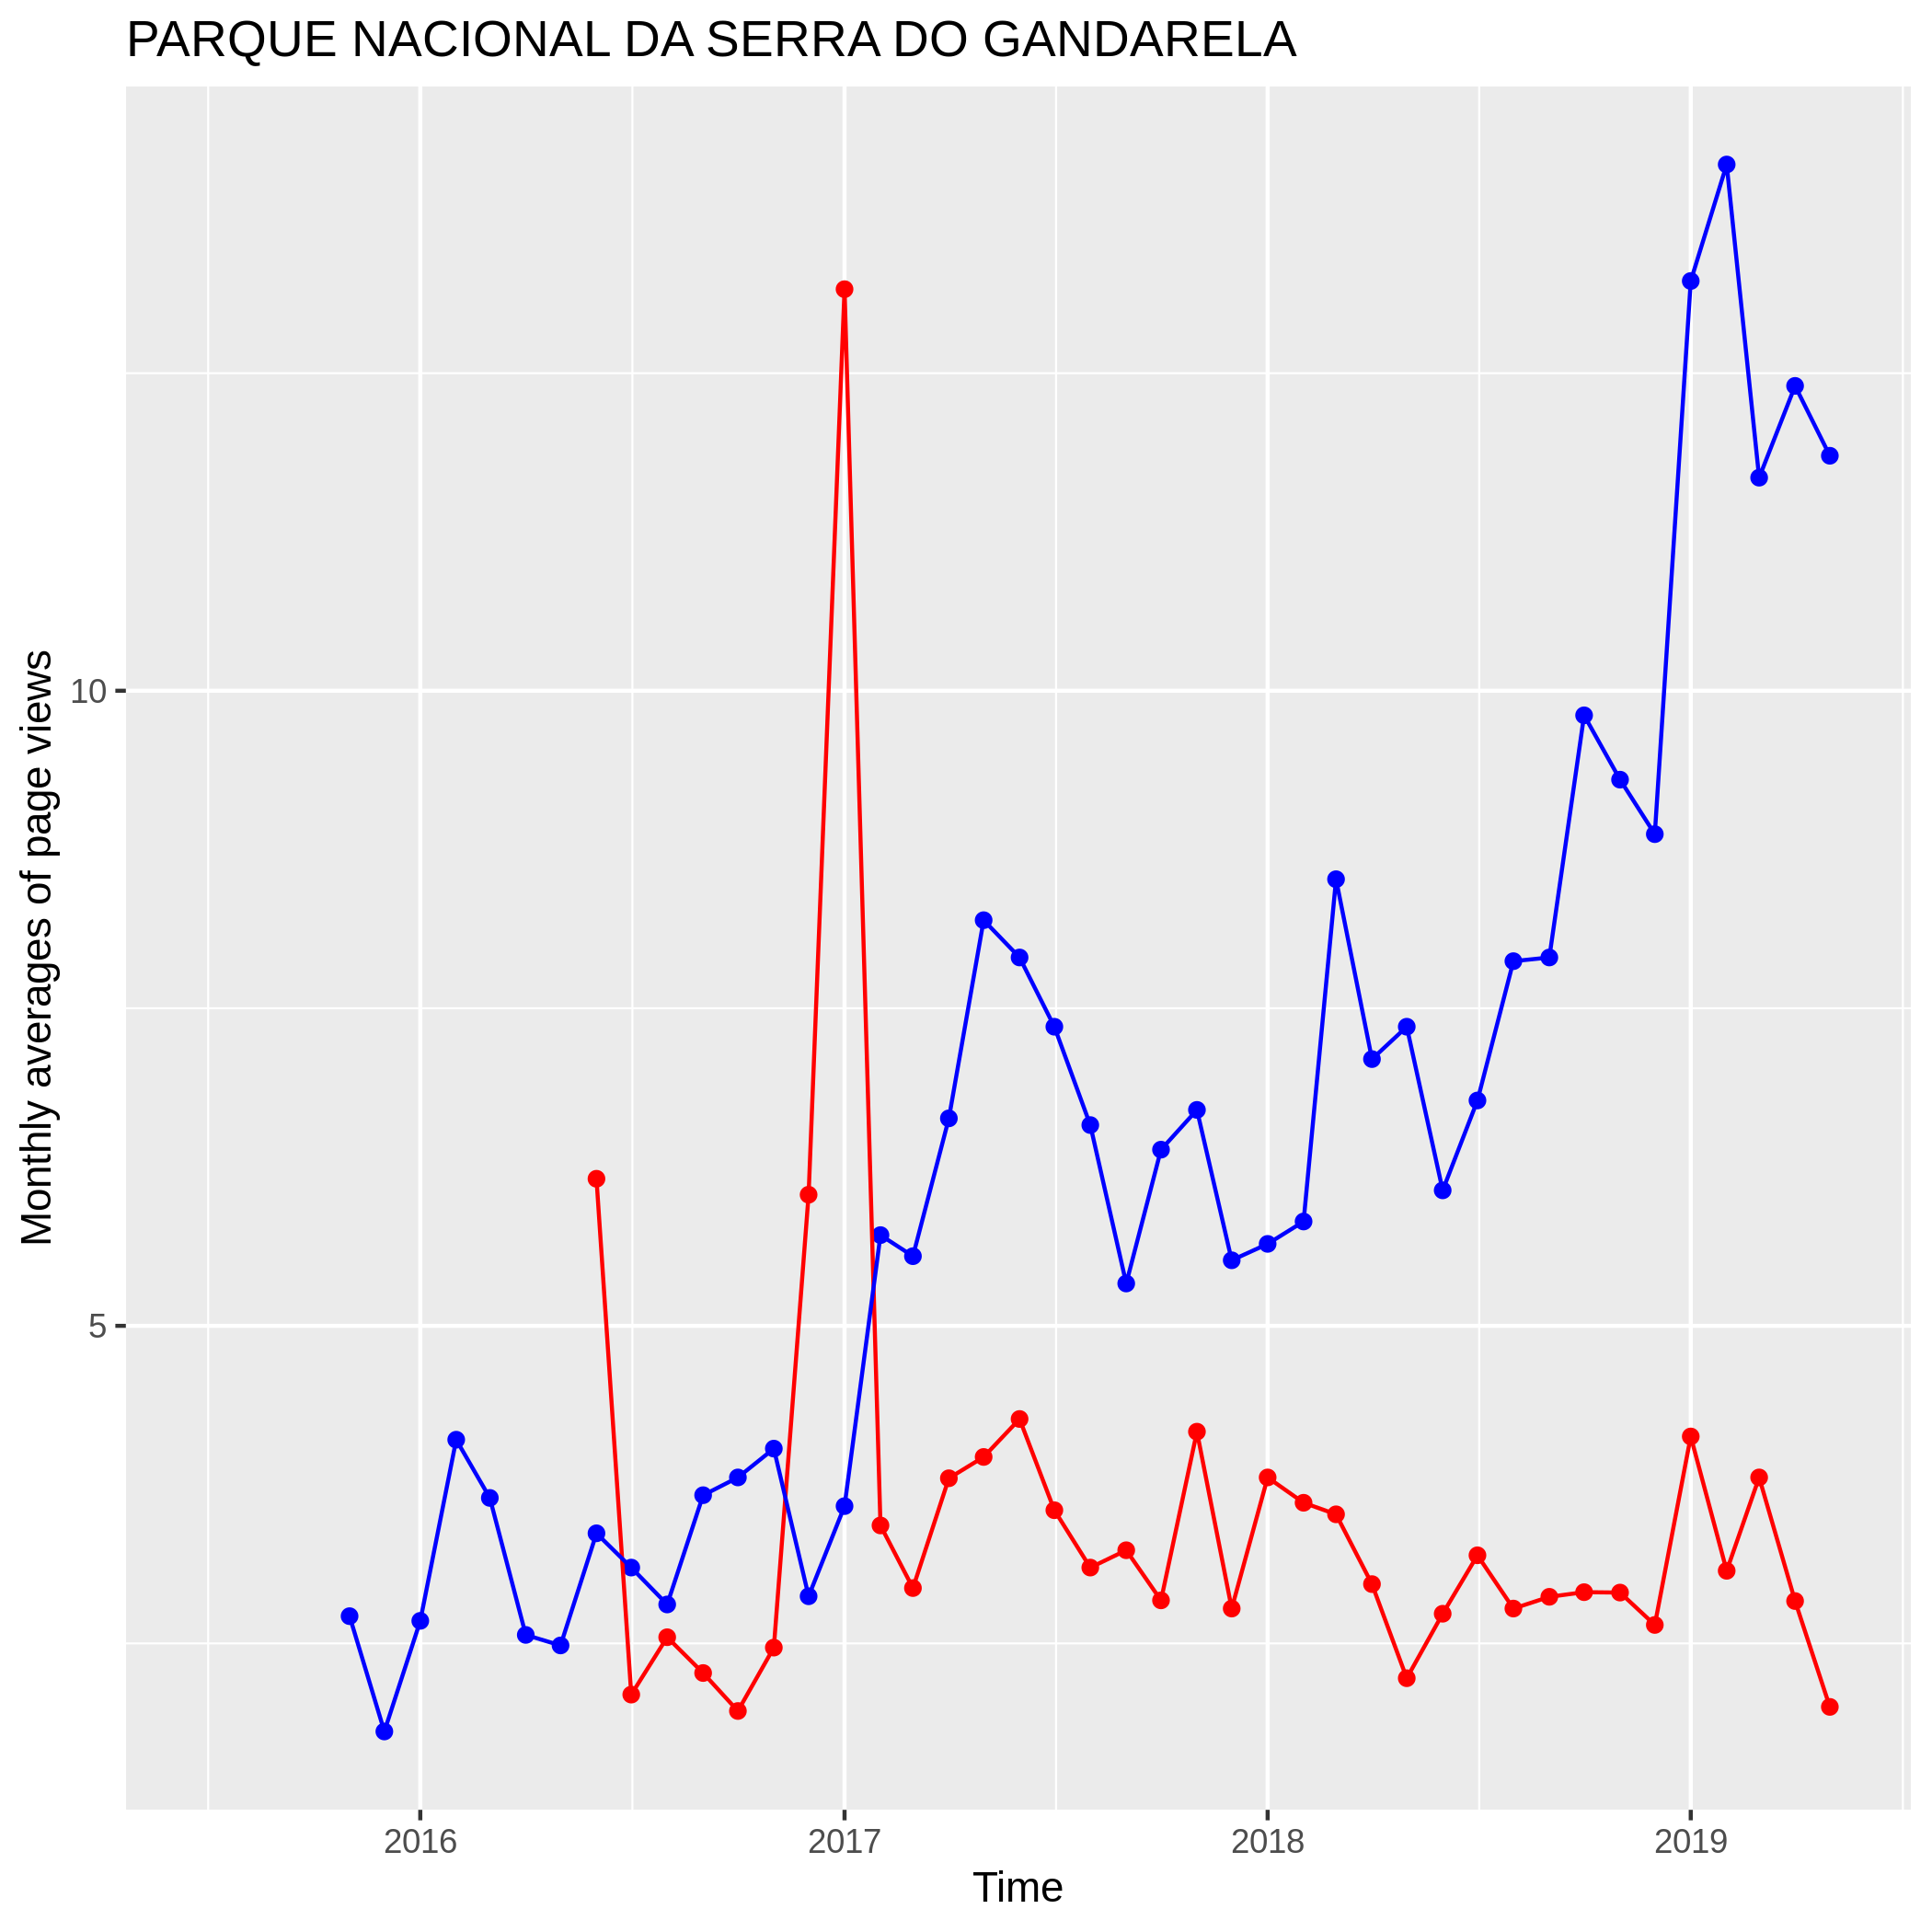 PARQUE NACIONAL DA SERRA DO GANDARELA
Monthly averages of page views
10
5
2016
2017
2018
2019
Time